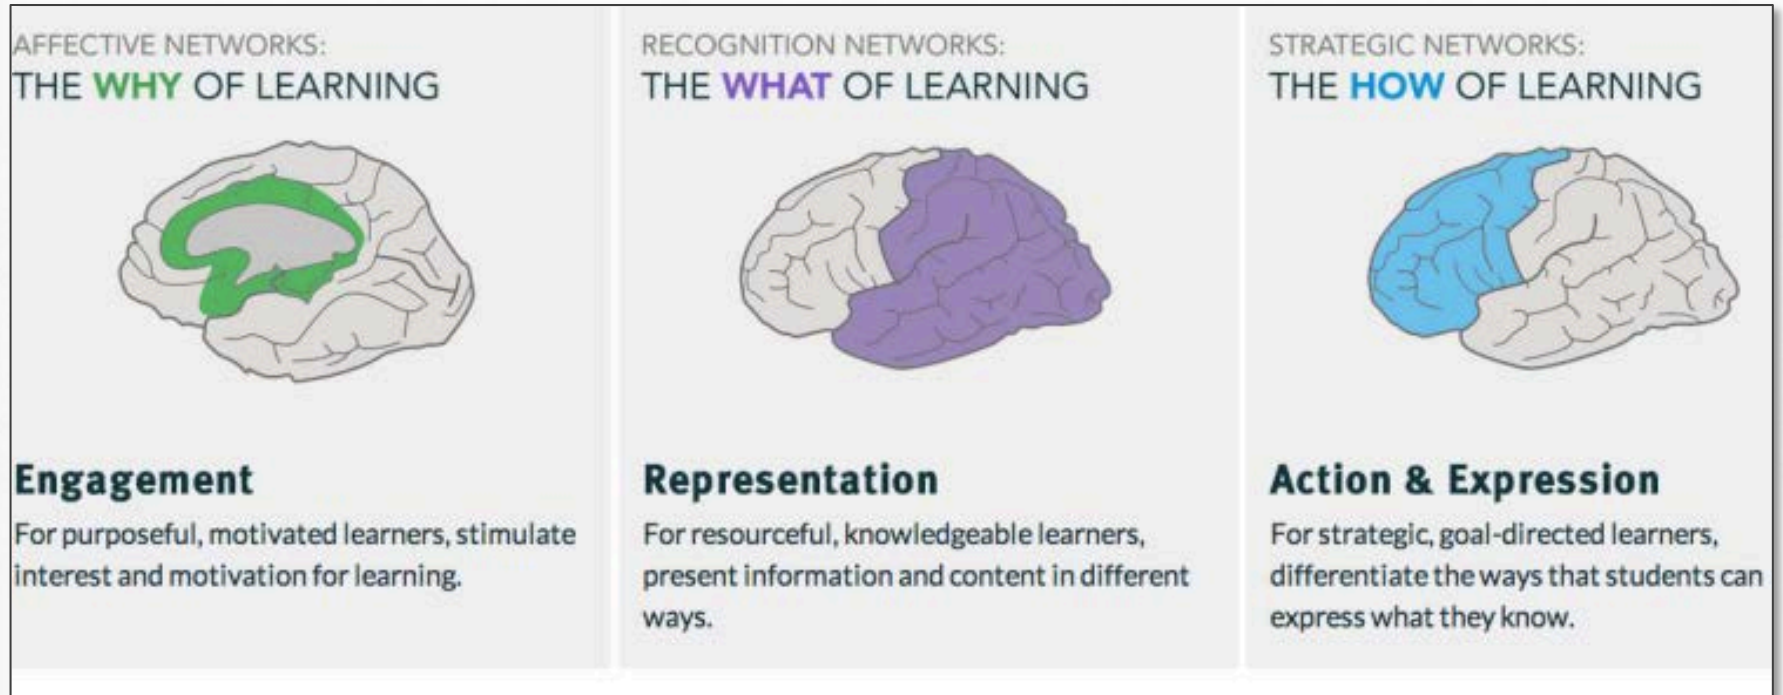 AFFECTIVE NETWORKS:
THE WHY OF LEARNING
Engagement
For purposeful, motivated learners, stimulate
interest and motivation for learning.
RECOGNITION NETWORKS:
THE WHAT OF LEARNING
Representation
For resourceful, knowledgeable learners,
present information and content in different
ways.
STRATEGIC NETWORKS:
THE HOW OF LEARNING
Action & Expression
For strategic, goal-directed learners,
differentiate the ways that students can
express what they know.